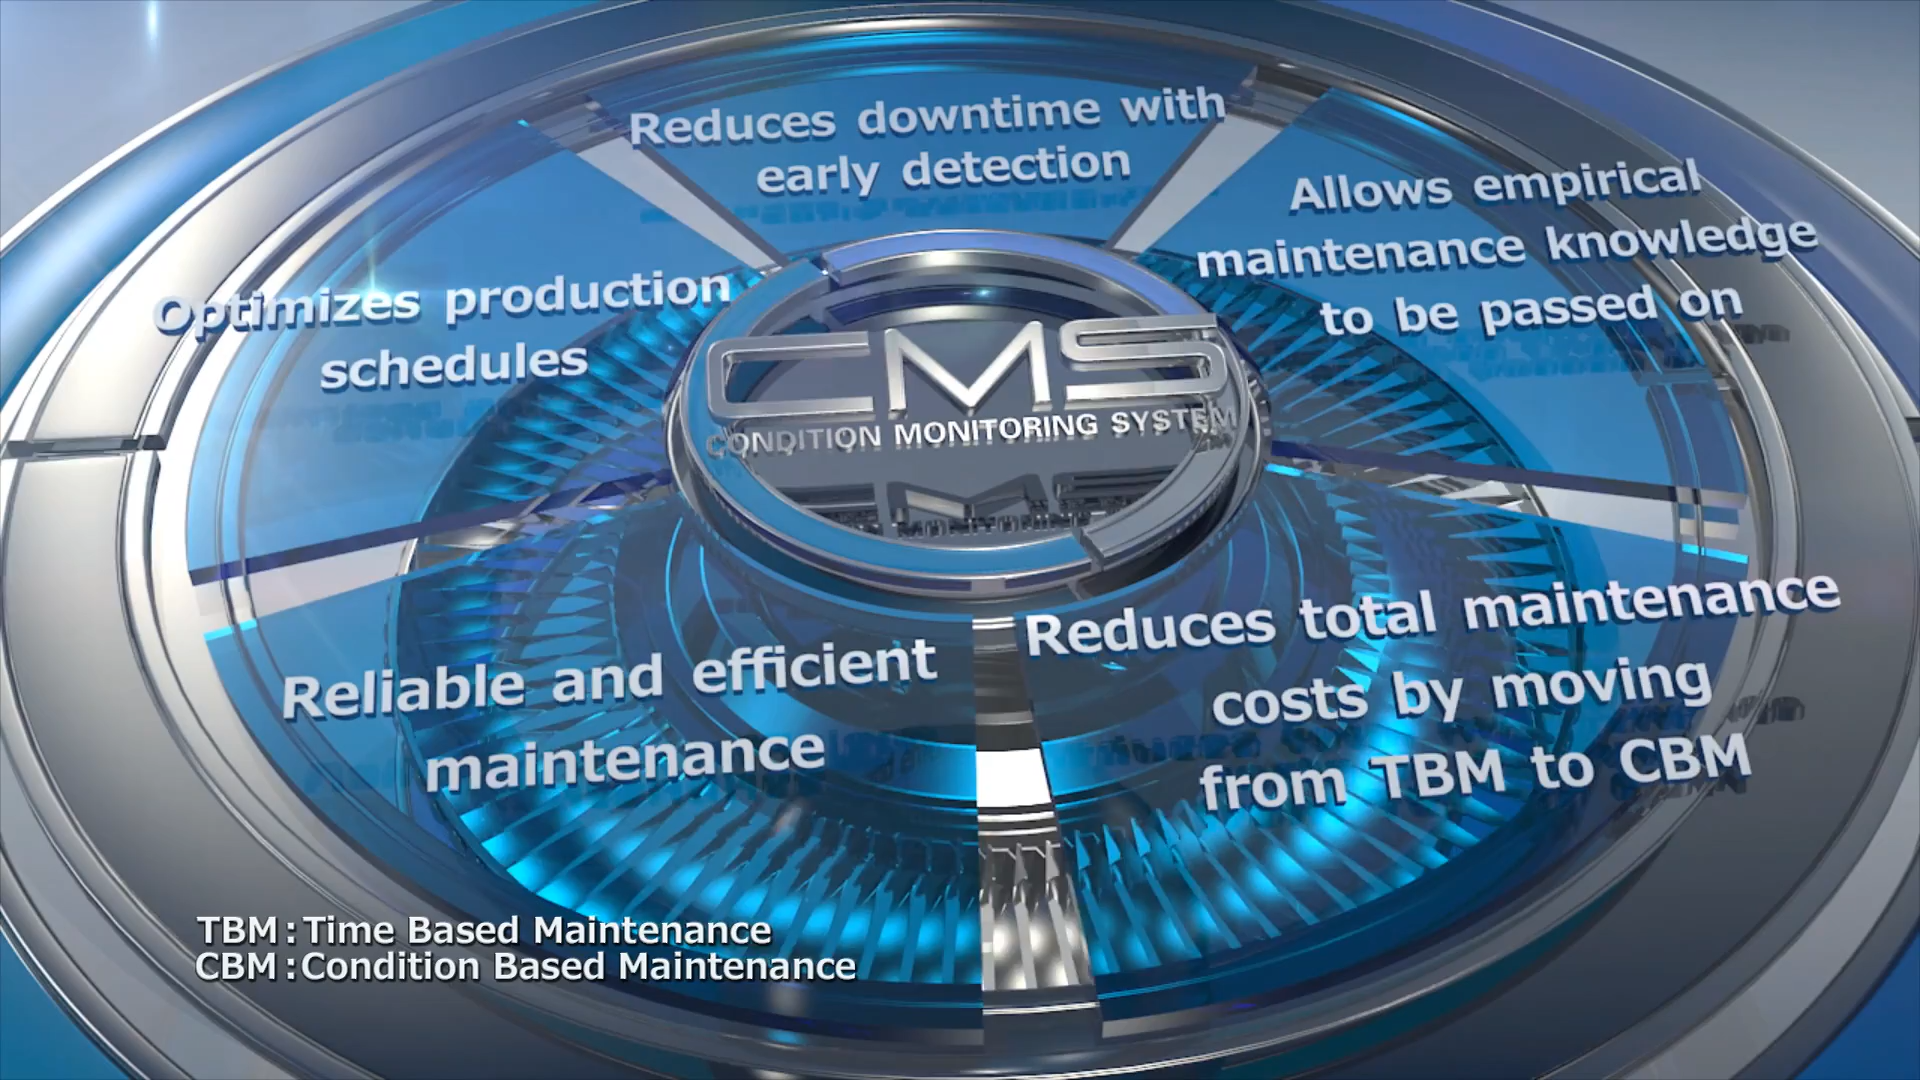 Reduces downtime with
early detection
Allows empirical
maintenance knowledge
to be passed on
Optimizes production
schedules
CMS
CONDITION MONITORING SYSTEM
Reduces total maintenance
costs by moving
from TBM to CBM
Reliable and efficient
maintenance
TBM : Time Based Maintenance
CBM : Condition Based Maintenance